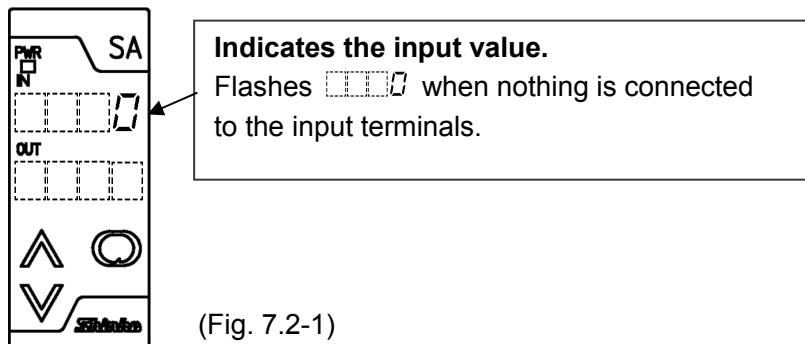 SA
PWR
IN
0
OUT
Indicates the input value.
Flashes 0 when nothing is connected
to the input terminals.
(Fig. 7.2-1)